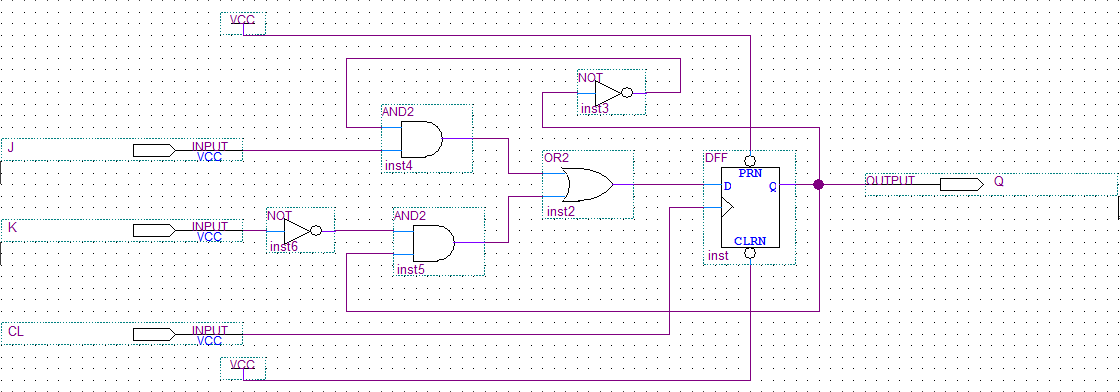 VCC
NOT
inst3
AND2
inst4
J
INPUT
VCC
OR2
inst2
DFF
PRN
D
Q
CLRN
inst
OUTPUT
Q
K
INPUT
VCC
NOT
inst6
AND2
inst5
CL
INPUT
VCC
VCC